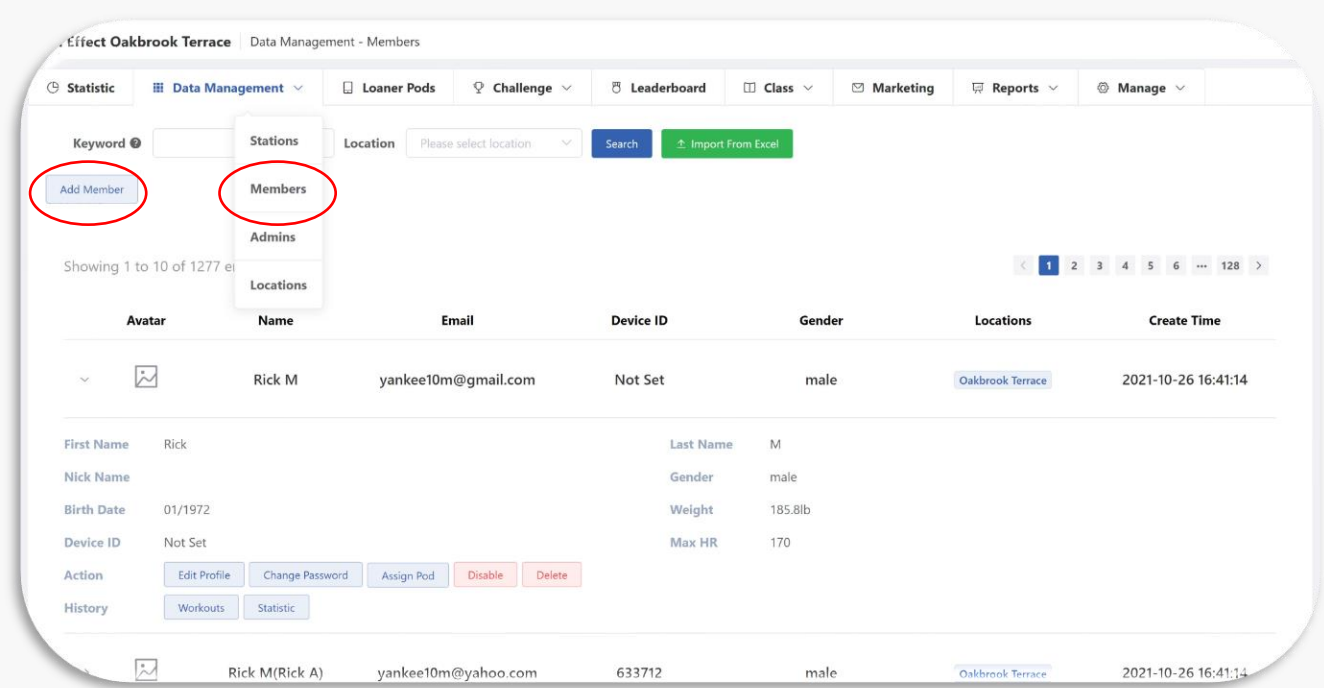 Effect Oakbrook Terrace Data Management - Members
Statistic Data Management Loaner Pods Challenge Leaderboard Class Marketing Reports Manage
Keyword Location Please select location Search Import From Excel
Stations
Add Member
Members
Admins
Locations
Showing 1 to 10 of 1277
1 2 3 4 5 6 ··· 128 >
Avatar Name Email Device ID Gender Locations Create Time
Rick M yankee10m@gmail.com Not Set male Oakbrook Terrace 2021-10-26 16:41:14
First Name Rick Last Name M
Nick Name Gender male
Birth Date 01/1972 Weight 185.8lb
Device ID Not Set Max HR 170
Action Edit Profile Change Password Assign Pod Disable Delete
History Workouts Statistic
Rick M(Rick A) yankee10m@yahoo.com 633712 male Oakbrook Terrace 2021-10-26 16:41:14